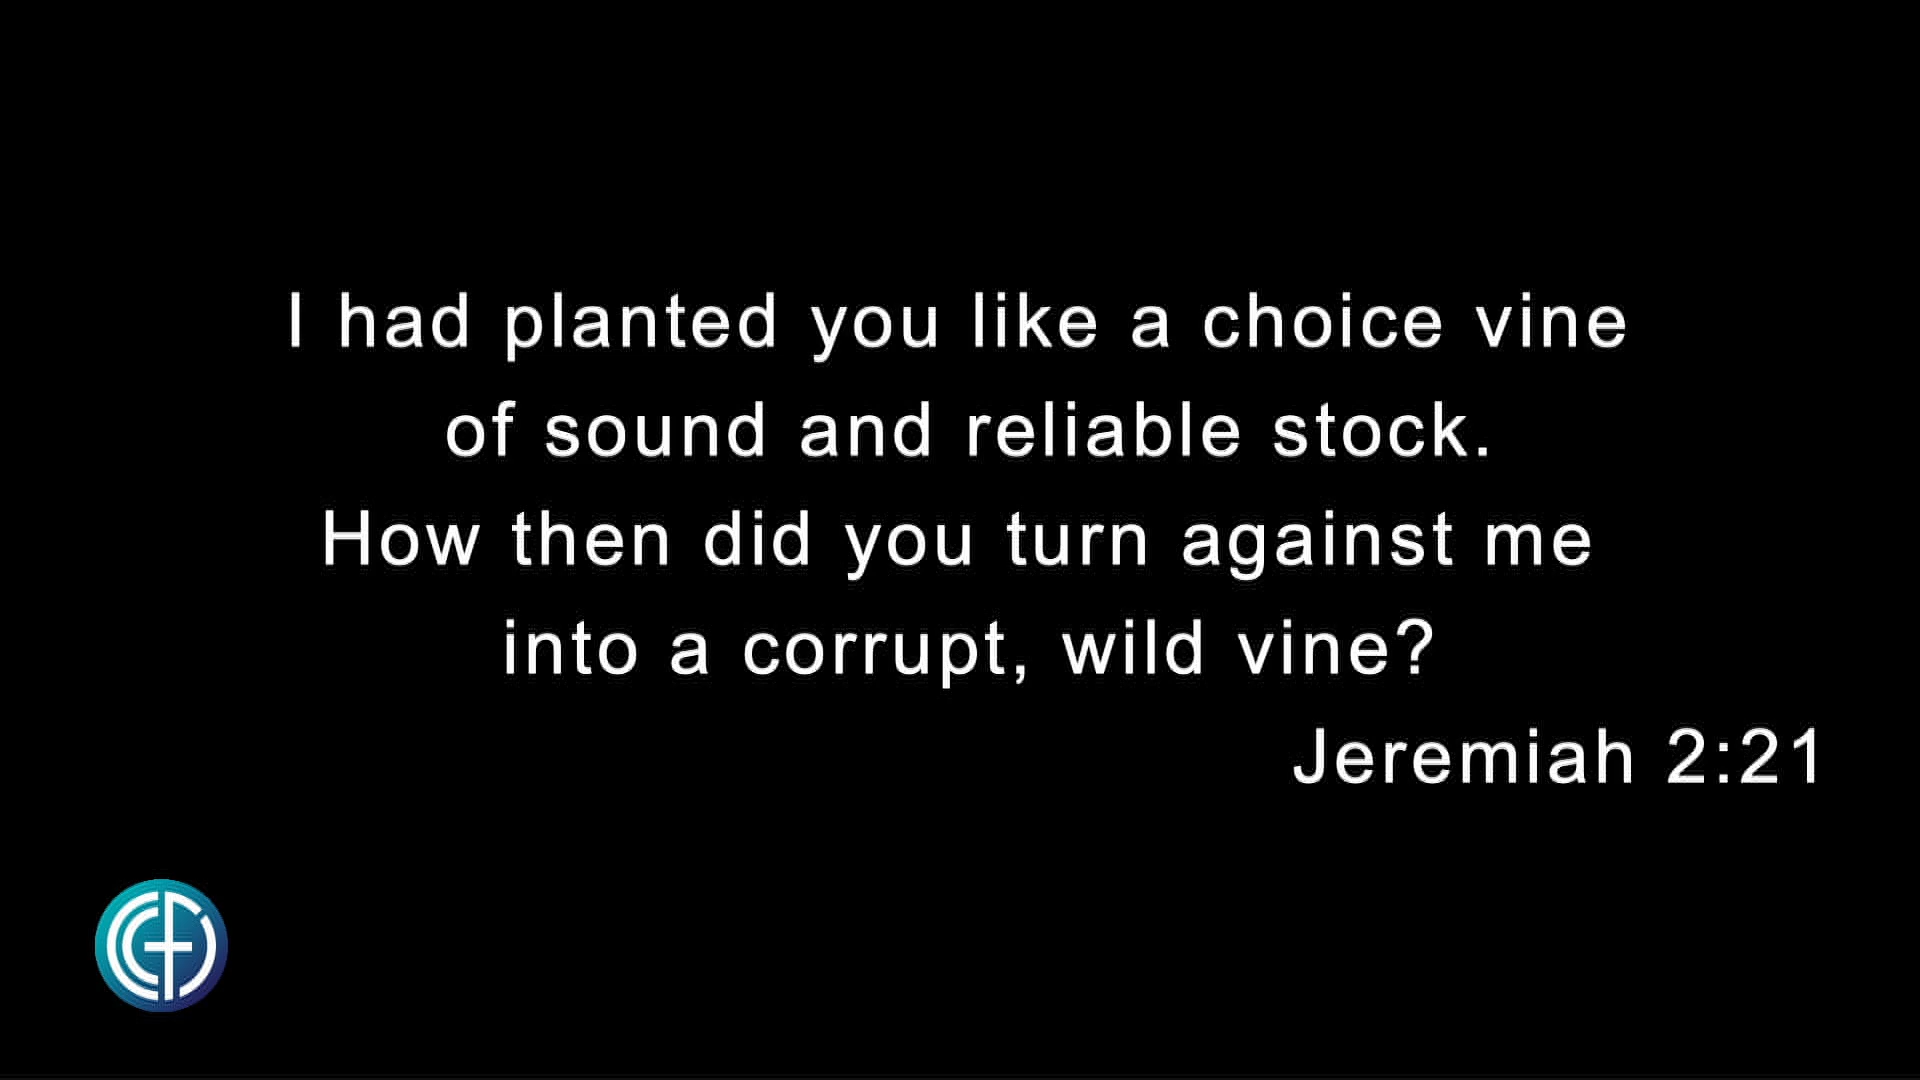 I had planted you like a choice vine
of sound and reliable stock.
How then did you turn against me
into a corrupt, wild vine?
Jeremiah 2:21